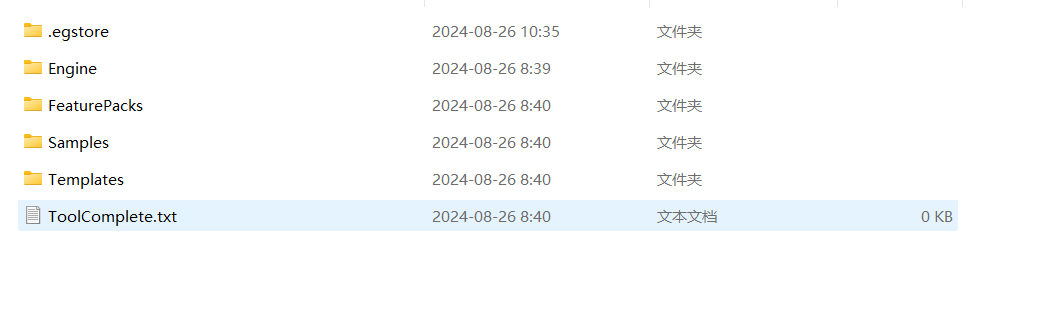 .egstore 2024-08-26 10:35 文件夹
Engine 2024-08-26 8:39 文件夹
FeaturePacks 2024-08-26 8:40 文件夹
Samples 2024-08-26 8:40 文件夹
Templates 2024-08-26 8:40 文件夹
ToolComplete.txt 2024-08-26 8:40 文本文档 0 KB